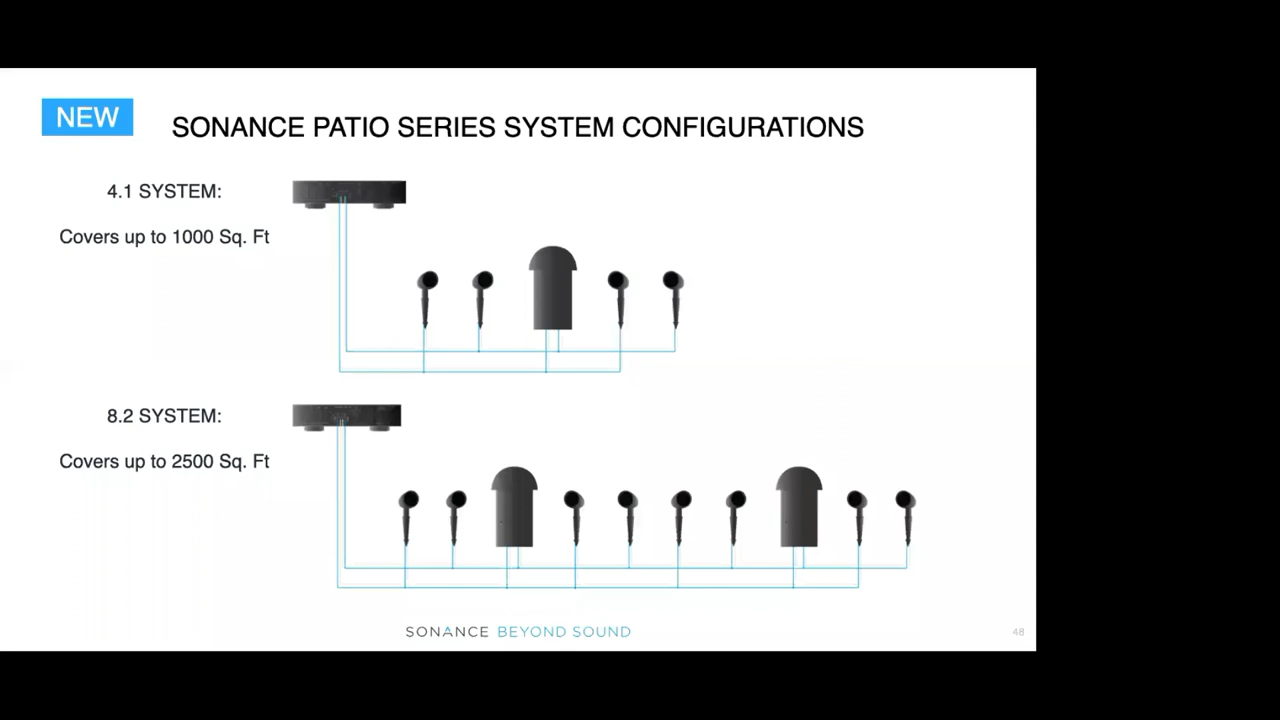 NEW
SONANCE PATIO SERIES SYSTEM CONFIGURATIONS
4.1 SYSTEM:
Covers up to 1000 Sq. Ft
8.2 SYSTEM:
Covers up to 2500 Sq. Ft
SONANCE BEYOND SOUND
48